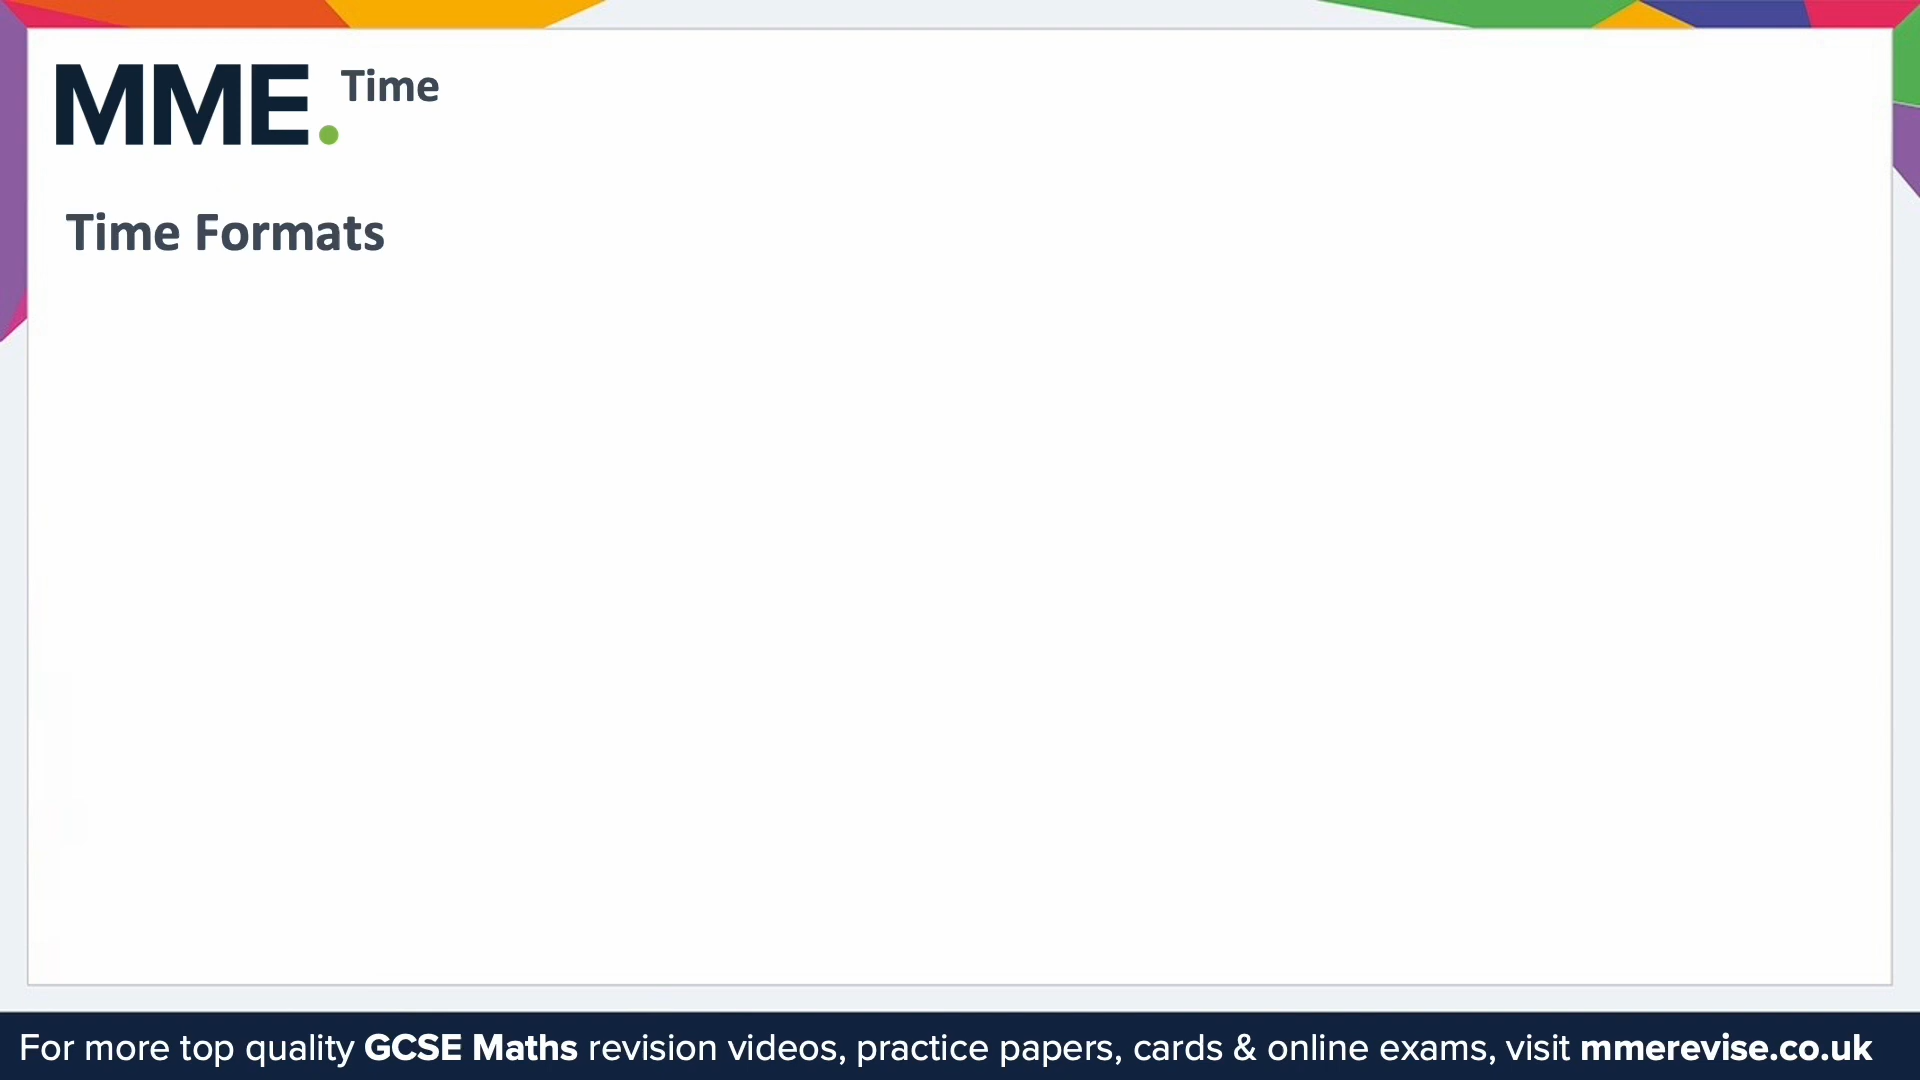 MME.
Time
Time Formats
For more top quality GCSE Maths revision videos, practice papers, cards & online exams, visit mmerevise.co.uk